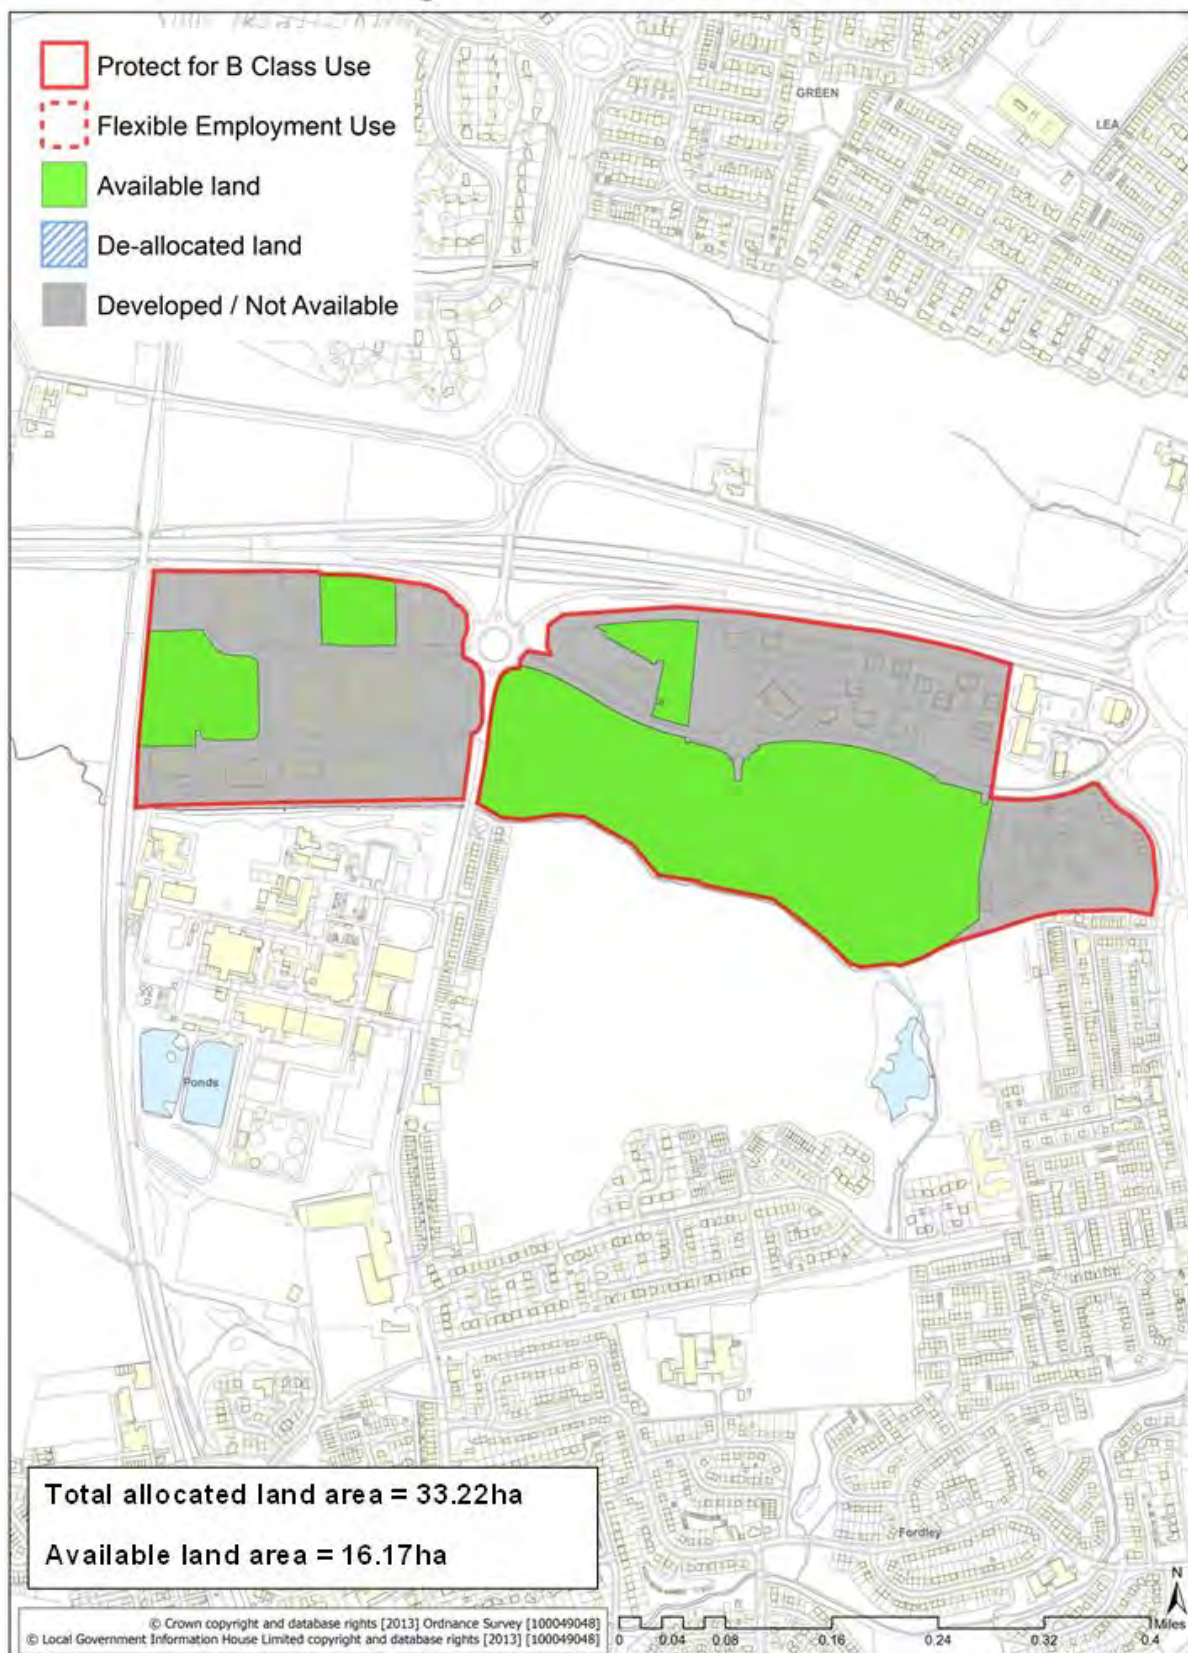 Protect for B Class Use
Flexible Employment Use
Available land
De-allocated land
Developed / Not Available
GREEN
LEA
Ponds
Fordley
Total allocated land area = 33.22ha
Available land area = 16.17ha
© Crown copyright and database rights [2013] Ordnance Survey [100049048]
© Local Government Information House Limited copyright and database rights [2013] [100049048]
N
Miles
0 0.04 0.08 0.16 0.24 0.32 0.4